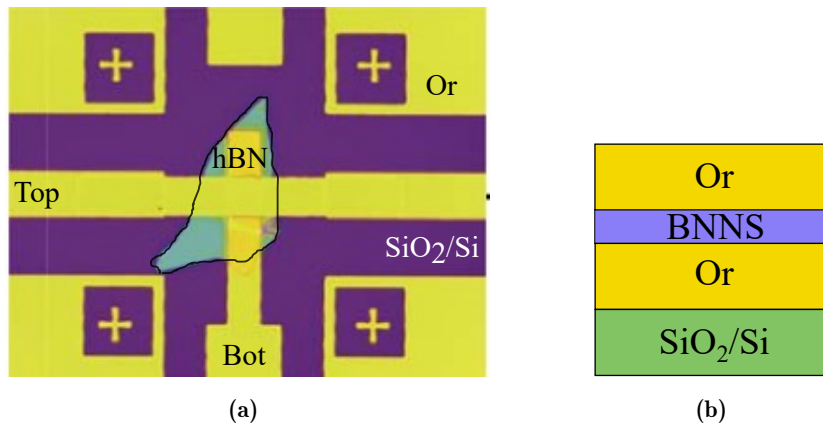 Or
hBN
Top
SiO₂/Si
Bot
(a)
Or
BNNS
Or
SiO₂/Si
(b)